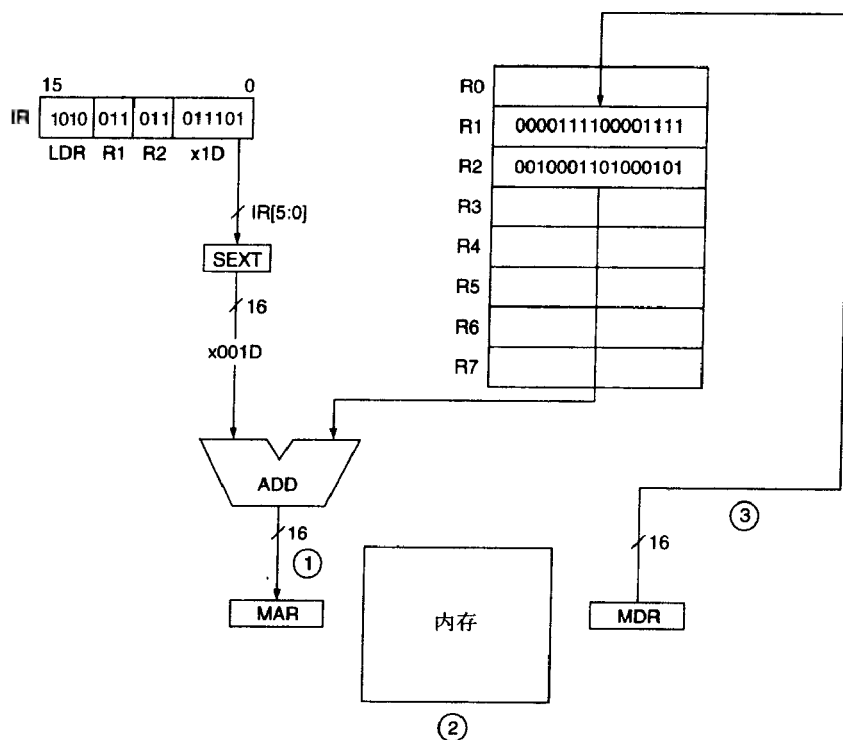 15 0
IR 1010 011 011 011101
LDR R1 R2 x1D
IR[5:0]
SEXT
16
x001D
ADD
16
①
MAR
R0
R1 0000111100001111
R2 0010001101000101
R3
R4
R5
R6
R7
内存
②
③
16
MDR